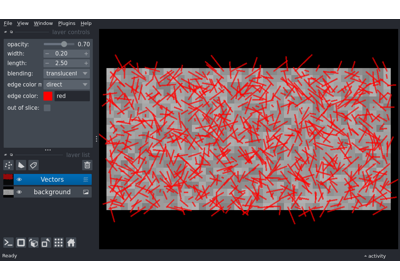 File View Window Plugins Help
layer controls
opacity: 0.70
width: 0.20
length: 2.50
blending: translucent
edge color m direct
edge color: red
out of slice:
layer list
Vectors
background
Ready
activity